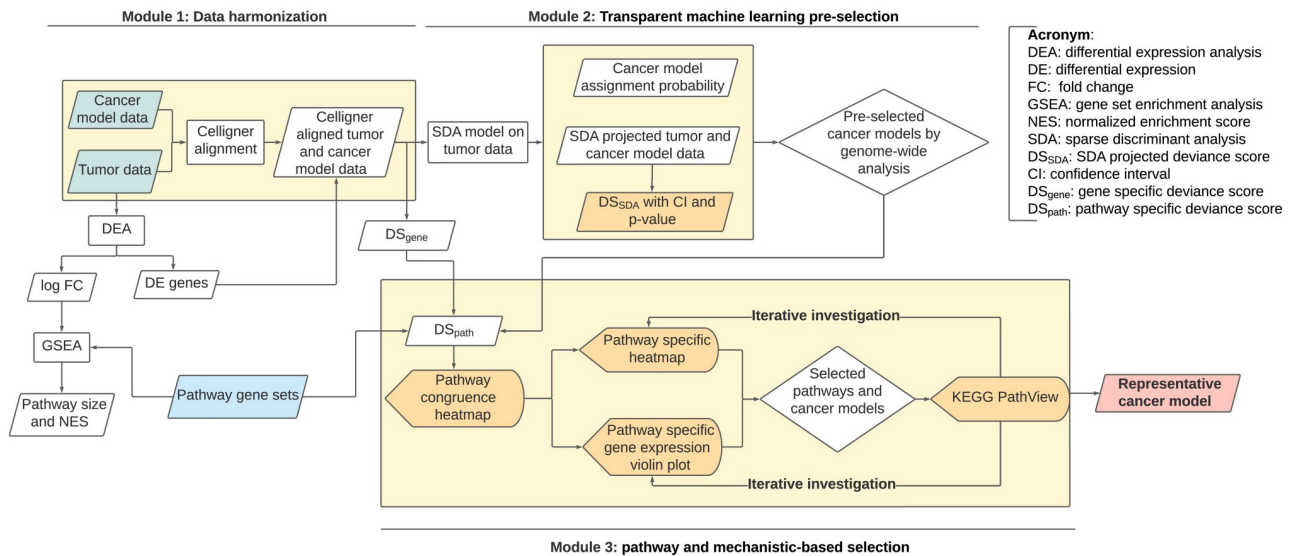 Module 1: Data harmonization
Module 2: Transparent machine learning pre-selection
Acronym:
DEA: differential expression analysis
DE: differential expression
FC: fold change
GSEA: gene set enrichment analysis
NES: normalized enrichment score
SDA: sparse discriminant analysis
DSSDA: SDA projected deviance score
CI: confidence interval
DSgene: gene specific deviance score
DSpath: pathway specific deviance score
Cancer
model data
Tumor data
Celligner
alignment
Celligner
aligned tumor
and cancer
model data
SDA model on
tumor data
Cancer model
assignment probability
SDA projected tumor and
cancer model data
DSSDA with CI and
p-value
Pre-selected
cancer models by
genome-wide
analysis
DEA
log FC
DE genes
GSEA
Pathway size
and NES
Pathway gene sets
DSgene
DSpath
Pathway
congruence
heatmap
Pathway specific
heatmap
Pathway specific
gene expression
violin plot
Iterative investigation
Selected
pathways and
cancer models
KEGG PathView
Iterative investigation
Representative
cancer model
Module 3: pathway and mechanistic-based selection